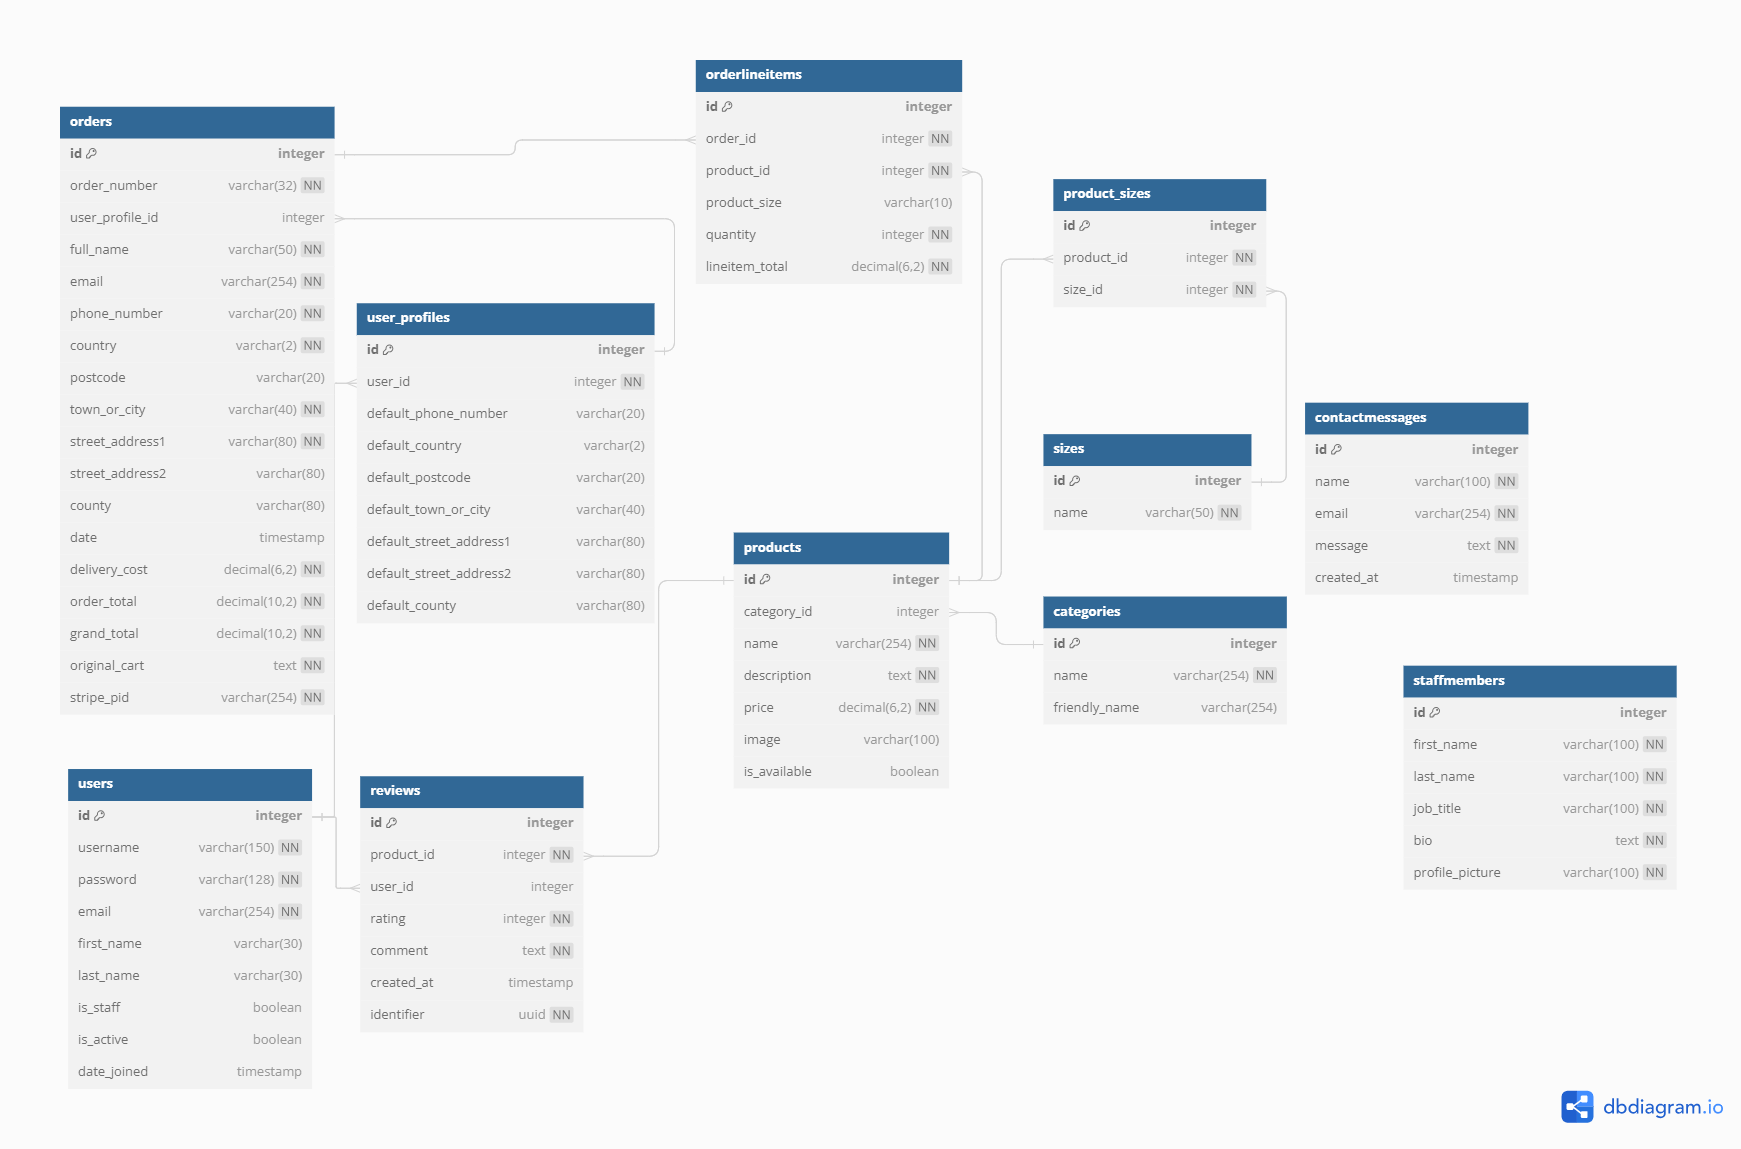 orders
id integer
order_number varchar(32) NN
user_profile_id integer
full_name varchar(50) NN
email varchar(254) NN
phone_number varchar(20) NN
country varchar(2) NN
postcode varchar(20)
town_or_city varchar(40) NN
street_address1 varchar(80) NN
street_address2 varchar(80)
county varchar(80)
date timestamp
delivery_cost decimal(6,2) NN
order_total decimal(10,2) NN
grand_total decimal(10,2) NN
original_cart text NN
stripe_pid varchar(254) NN
users
id integer
username varchar(150) NN
password varchar(128) NN
email varchar(254) NN
first_name varchar(30)
last_name varchar(30)
is_staff boolean
is_active boolean
date_joined timestamp
user_profiles
id integer
user_id integer NN
default_phone_number varchar(20)
default_country varchar(2)
default_postcode varchar(20)
default_town_or_city varchar(40)
default_street_address1 varchar(80)
default_street_address2 varchar(80)
default_county varchar(80)
reviews
id integer
product_id integer NN
user_id integer
rating integer NN
comment text NN
created_at timestamp
identifier uuid NN
orderlineitems
id integer
order_id integer NN
product_id integer NN
product_size varchar(10)
quantity integer NN
lineitem_total decimal(6,2) NN
products
id integer
category_id integer
name varchar(254) NN
description text NN
price decimal(6,2) NN
image varchar(100)
is_available boolean
product_sizes
id integer
product_id integer NN
size_id integer NN
sizes
id integer
name varchar(50) NN
categories
id integer
name varchar(254) NN
friendly_name varchar(254)
contactmessages
id integer
name varchar(100) NN
email varchar(254) NN
message text NN
created_at timestamp
staffmembers
id integer
first_name varchar(100) NN
last_name varchar(100) NN
job_title varchar(100) NN
bio text NN
profile_picture varchar(100) NN
dbdiagram.io